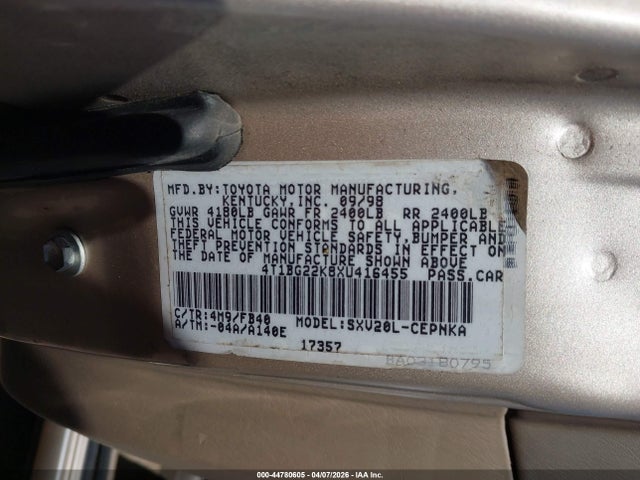 MFD.BY:TOYOTA MOTOR MANUFACTURING,
KENTUCKY,INC. 09/98
GVWR 4180LB GAWR FR 2400LB RR 2400LB
THIS VEHICLE CONFORMS TO ALL APPLICABLE
FEDERAL MOTOR VEHICLE SAFETY,BUMPER AND
THEFT PREVENTION STANDARDS IN EFFECT ON
THE DATE OF MANUFACTURE SHOWN ABOVE
4T1BG22K8XU416455 PASS.CAR
C/TR:4M9/FB40 MODEL:SXV20L-CEPNKA
A/TM:-04A/A140E
17357
000-44780605 - 04/07/2026 - IAA Inc.